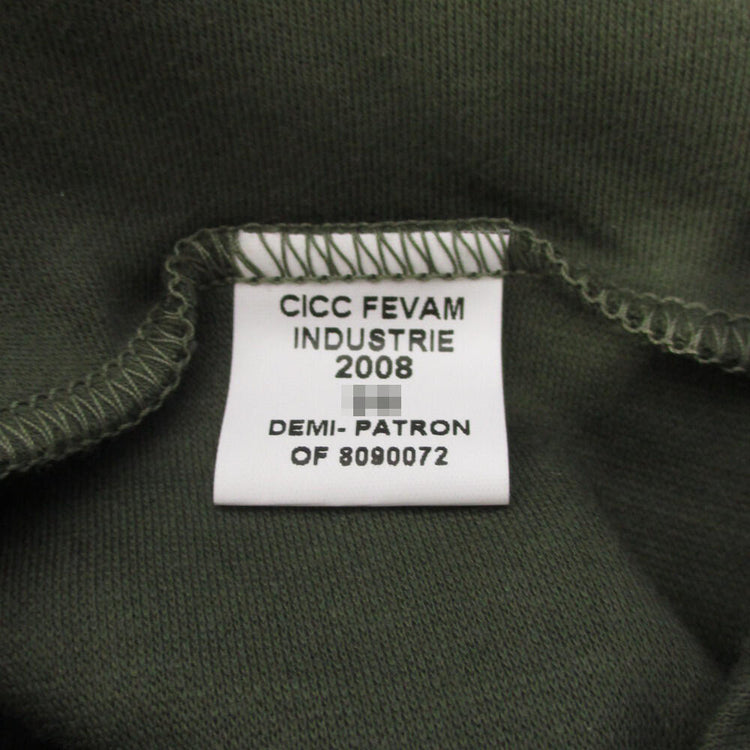 CICC FEVAM
INDUSTRIE
2008
DEMI- PATRON
OF 8090072